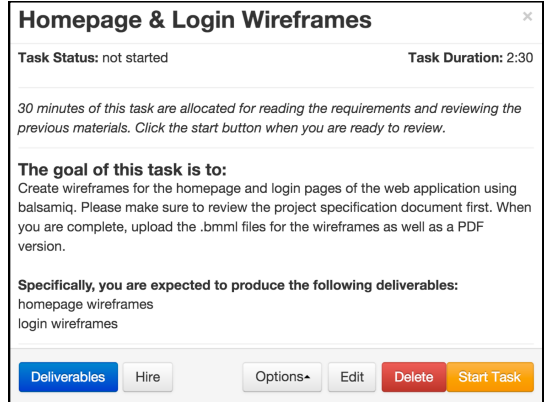 Homepage & Login Wireframes ×
Task Status: not started Task Duration: 2:30
30 minutes of this task are allocated for reading the requirements and reviewing the
previous materials. Click the start button when you are ready to review.
The goal of this task is to:
Create wireframes for the homepage and login pages of the web application using
balsamiq. Please make sure to review the project specification document first. When
you are complete, upload the .bmml files for the wireframes as well as a PDF
version.
Specifically, you are expected to produce the following deliverables:
homepage wireframes
login wireframes
Deliverables Hire Options Edit Delete Start Task